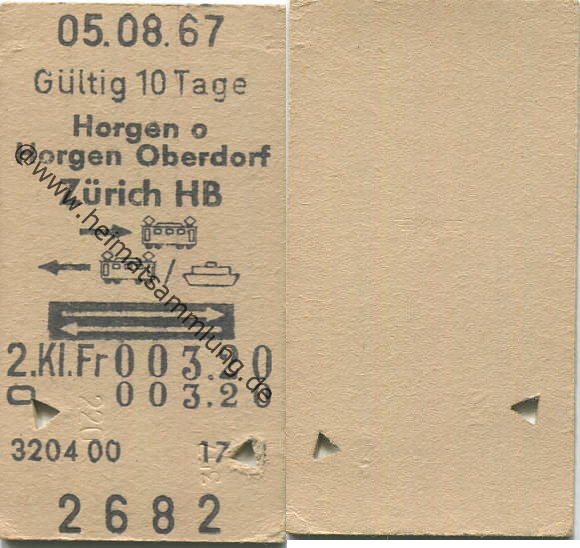 05.08.67
Gültig 10 Tage
Horgen o
Horgen Oberdorf
Zürich HB
2.Kl.Fr 003.20
0 003.20
3204 00 17
2682
@www.heimatsammlung.de